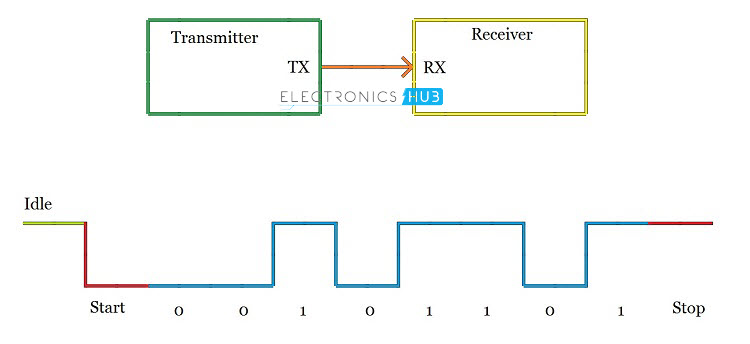 Transmitter
Receiver
TX
RX
ELECTRONICS HUB
Idle
Start 0 0 1 0 1 1 0 1 Stop